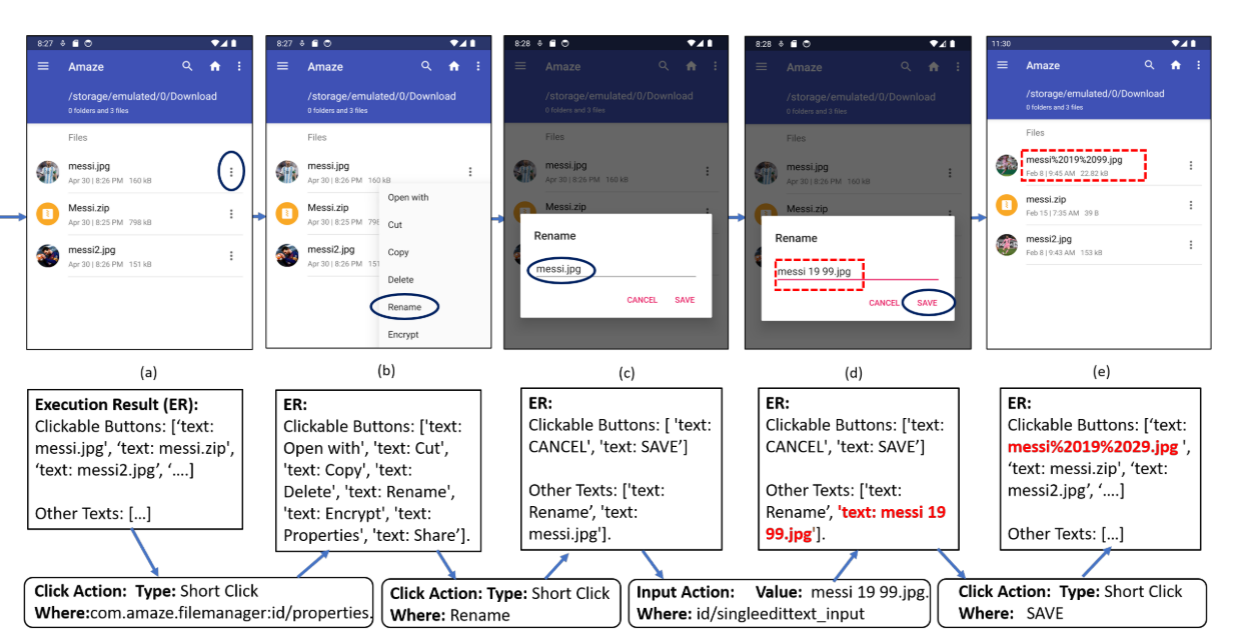 8:27
Amaze
/storage/emulated/0/Download
0 folders and 3 files
Files
messi.jpg
Apr 30 | 8:26 PM 160 kB
Messi.zip
Apr 30 | 8:25 PM 798 kB
messi2.jpg
Apr 30 | 8:26 PM 151 kB
(a)
8:27
Amaze
/storage/emulated/0/Download
0 folders and 3 files
Files
messi.jpg
Apr 30 | 8:26 PM 160 kB
Messi.zip
Apr 30 | 8:25 PM 798
messi2.jpg
Apr 30 | 8:26 PM 151
Open with
Cut
Copy
Delete
Rename
Encrypt
(b)
8:28
Amaze
/storage/emulated/0/Download
0 folders and 3 files
Files
messi.jpg
Apr 30 | 8:26 PM 160 kB
Messi.zip
Rename
messi.jpg
CANCEL SAVE
(c)
8:28
Amaze
/storage/emulated/0/Download
0 folders and 3 files
Files
messi.jpg
Apr 30 | 8:26 PM 160 kB
Messi.zip
Rename
messi 19 99.jpg
CANCEL SAVE
(d)
11:30
Amaze
/storage/emulated/0/Download
0 folders and 3 files
Files
messi%2019%2099.jpg
Feb 8 | 9:45 AM 22.82 kB
messi.zip
Feb 15 | 7:35 AM 39 B
messi2.jpg
Feb 8 | 9:43 AM 153 kB
(e)
Execution Result (ER):
Clickable Buttons: [‘text:
messi.jpg', ‘text: messi.zip',
‘text: messi2.jpg’, ‘....]
Other Texts: […]
ER:
Clickable Buttons: ['text:
Open with', 'text: Cut',
'text: Copy', 'text:
Delete', 'text: Rename',
'text: Encrypt', 'text:
Properties', 'text: Share’].
ER:
Clickable Buttons: [ 'text:
CANCEL', 'text: SAVE’]
Other Texts: ['text:
Rename’, 'text:
messi.jpg'].
ER:
Clickable Buttons: ['text:
CANCEL', 'text: SAVE’]
Other Texts: ['text:
Rename’, 'text: messi 19
99.jpg'].
ER:
Clickable Buttons: [‘text:
messi%2019%2029.jpg ',
‘text: messi.zip', ‘text:
messi2.jpg’, ‘....]
Other Texts: […]
Click Action: Type: Short Click
Where:com.amaze.filemanager:id/properties.
Click Action: Type: Short Click
Where: Rename
Input Action: Value: messi 19 99.jpg.
Where: id/singleedittext_input
Click Action: Type: Short Click
Where: SAVE